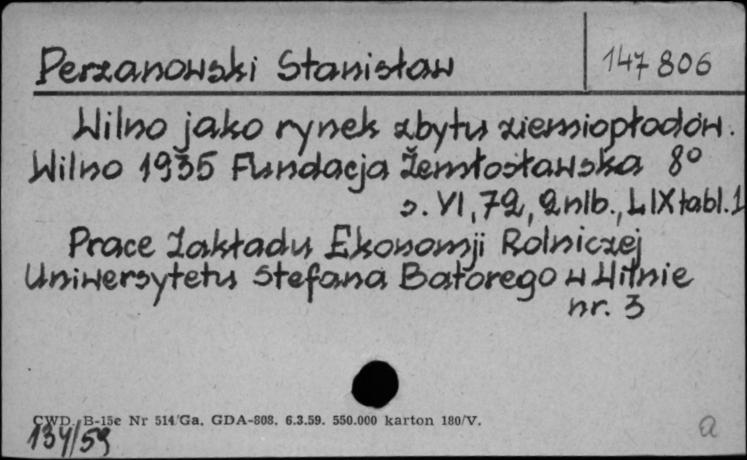 Perzanowski Stanisław
147 806
Wilno jako rynek zbytu ziemiopłodów.
Wilno 1935 Fundacja Żemłosławska 8°
s. VI, 72, 2 nlb., LIX tabl. 1
Prace Zakładu Ekonomji Rolniczej
Uniwersytetu Stefana Batorego w Wilnie
nr. 3
CWD. B-15c Nr 514/Ga. GDA-808. 6.3.59. 550.000 karton 180/V.
134/59
a